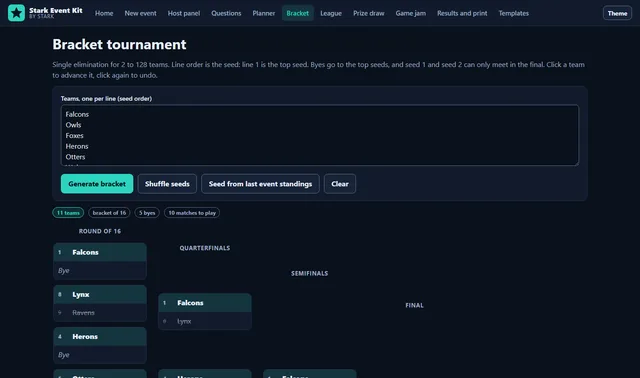 Stark Event Kit
BY STARK
Home New event Host panel Questions Planner Bracket League Prize draw Game jam Results and print Templates Theme
Bracket tournament
Single elimination for 2 to 128 teams. Line order is the seed: line 1 is the top seed. Byes go to the top seeds, and seed 1 and seed 2 can only meet in the final. Click a
team to advance it, click again to undo.
Teams, one per line (seed order)
Falcons
Owls
Foxes
Herons
Otters
Generate bracket Shuffle seeds Seed from last event standings Clear
11 teams bracket of 16 5 byes 10 matches to play
ROUND OF 16
QUARTERFINALS
SEMIFINALS
FINAL
1 Falcons
Bye
8 Lynx
9 Ravens
1 Falcons
8 Lynx
4 Herons
Bye